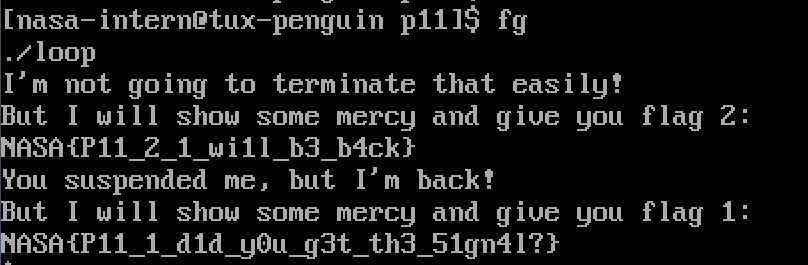 [nasa-intern@tux-penguin p11]$ fg
./loop
I'm not going to terminate that easily!
But I will show some mercy and give you flag 2:
NASA{P11_2_1_wi1l_b3_b4ck}
You suspended me, but I'm back!
But I will show some mercy and give you flag 1:
NASA{P11_1_d1d_y0u_g3t_th3_51gn4l?}